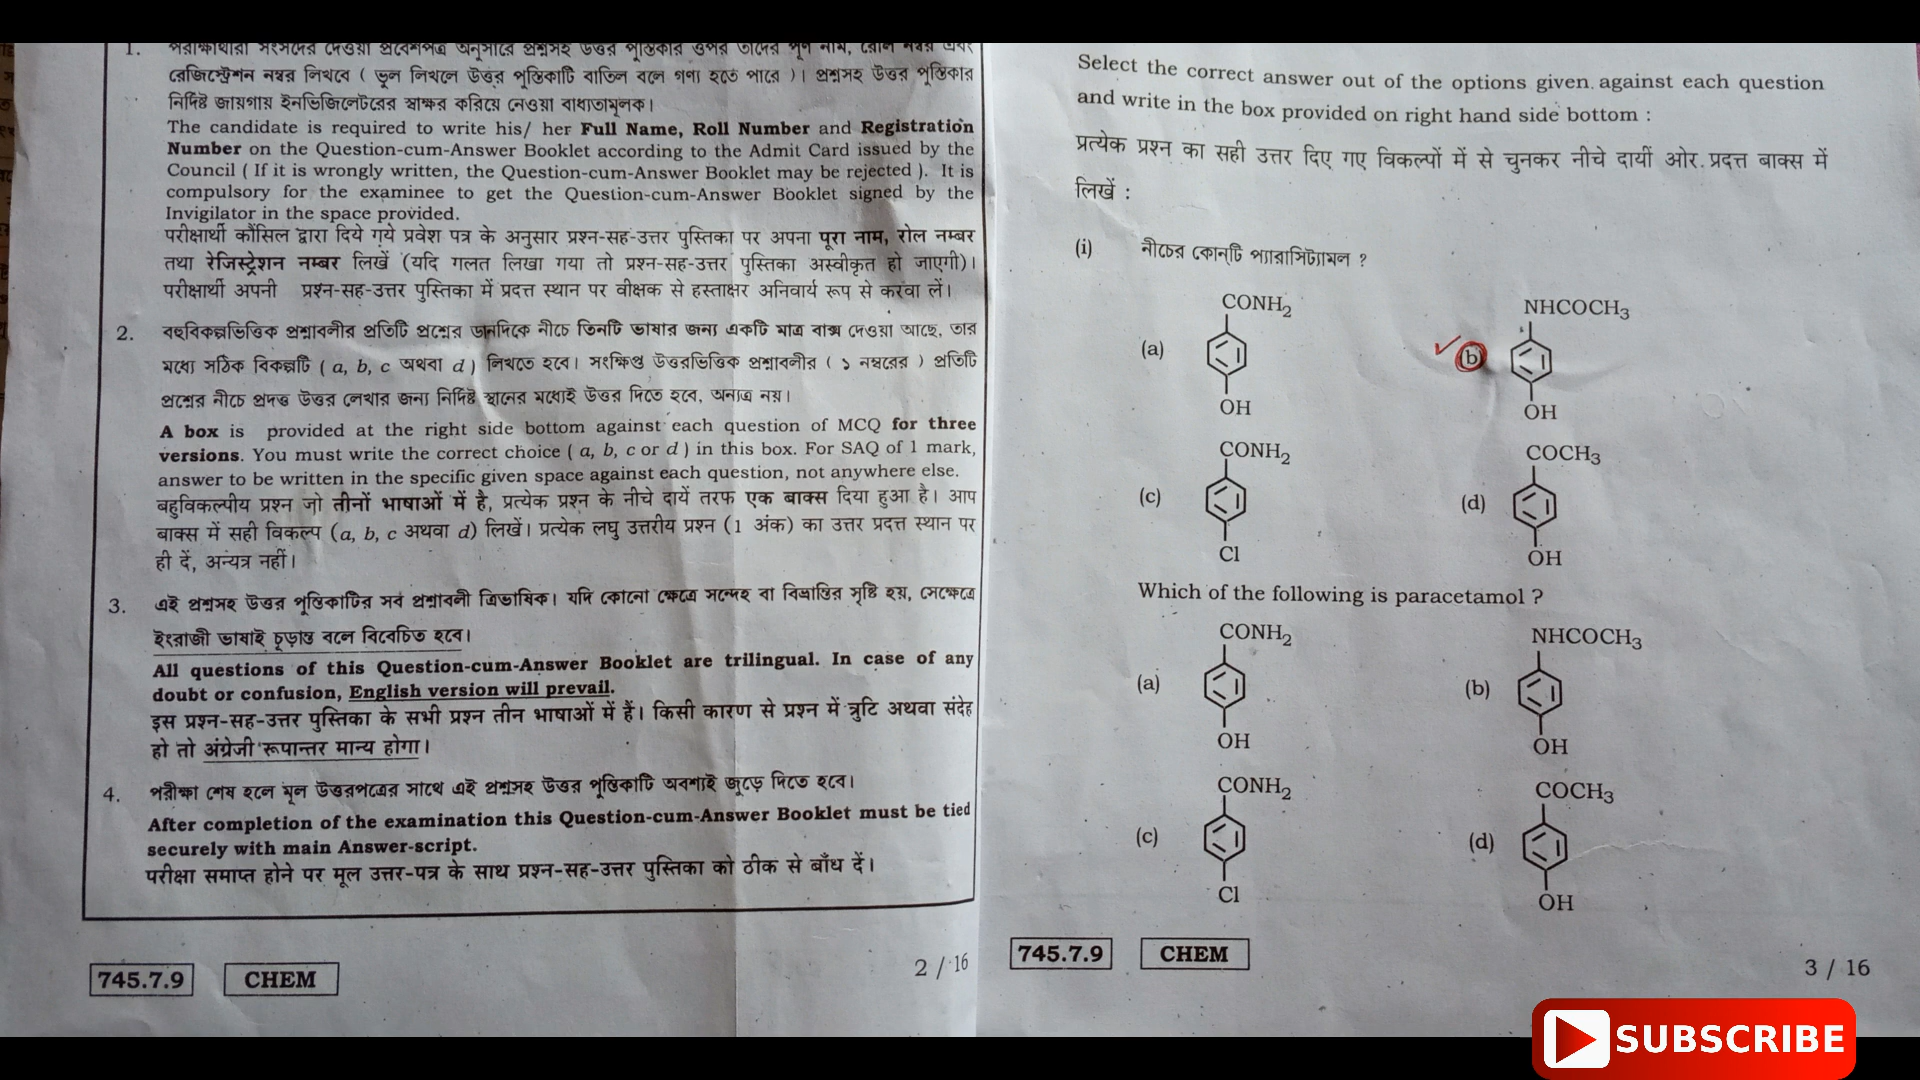 1. পরীক্ষার্থীরা সংসদের দেওয়া প্রবেশপত্র অনুসারে প্রশ্নসহ উত্তর পুস্তিকার ওপর তাদের পূর্ণ নাম, রোল নম্বর এবং
রেজিস্ট্রেশন নম্বর লিখবে ( ভুল লিখলে উত্তর পুস্তিকাটি বাতিল বলে গণ্য হতে পারে )। প্রশ্নসহ উত্তর পুস্তিকার
নির্দিষ্ট জায়গায় ইনভিজিলেটরের স্বাক্ষর করিয়ে নেওয়া বাধ্যতামূলক।
The candidate is required to write his/ her Full Name, Roll Number and Registration
Number on the Question-cum-Answer Booklet according to the Admit Card issued by the
Council ( If it is wrongly written, the Question-cum-Answer Booklet may be rejected ). It is
compulsory for the examinee to get the Question-cum-Answer Booklet signed by the
Invigilator in the space provided.
परीक्षार्थी कौंसिल द्वारा दिये गये प्रवेश पत्र के अनुसार प्रश्न-सह-उत्तर पुस्तिका पर अपना पूरा नाम, रोल नम्बर
तथा रेजिस्ट्रेशन नम्बर लिखें (यदि गलत लिखा गया तो प्रश्न-सह-उत्तर पुस्तिका अस्वीकृत हो जाएगी)।
परीक्षार्थी अपनी प्रश्न-सह-उत्तर पुस्तिका में प्रदत्त स्थान पर वीक्षक से हस्ताक्षर अनिवार्य रूप से करवा लें।
2. বহুবিকল্পভিত্তিক প্রশ্নাবলীর প্রতিটি প্রশ্নের ডানদিকে নীচে তিনটি ভাষার জন্য একটি মাত্র বাক্স দেওয়া আছে, তার
মধ্যে সঠিক বিকল্পটি ( a, b, c অথবা d ) লিখতে হবে। সংক্ষিপ্ত উত্তরভিত্তিক প্রশ্নাবলীর ( ১ নম্বরের ) প্রতিটি
প্রশ্নের নীচে প্রদত্ত উত্তর লেখার জন্য নির্দিষ্ট স্থানের মধ্যেই উত্তর দিতে হবে, অন্যত্র নয়।
A box is provided at the right side bottom against each question of MCQ for three
versions. You must write the correct choice ( a, b, c or d ) in this box. For SAQ of 1 mark,
answer to be written in the specific given space against each question, not anywhere else.
बहुविकल्पीय प्रश्न जो तीनों भाषाओं में है, प्रत्येक प्रश्न के नीचे दायें तरफ एक बाक्स दिया हुआ है। आप
बाक्स में सही विकल्प (a, b, c अथवा d) लिखें। प्रत्येक लघु उत्तरीय प्रश्न (1 अंक) का उत्तर प्रदत्त स्थान पर
ही दें, अन्यत्र नहीं।
3. এই প্রশ্নসহ উত্তর পুস্তিকাটির সব প্রশ্নাবলী ত্রিভাষিক। যদি কোনো ক্ষেত্রে সন্দেহ বা বিভ্রান্তির সৃষ্টি হয়, সেক্ষেত্রে
ইংরাজী ভাষাই চূড়ান্ত বলে বিবেচিত হবে।
All questions of this Question-cum-Answer Booklet are trilingual. In case of any
doubt or confusion, English version will prevail.
इस प्रश्न-सह-उत्तर पुस्तिका के सभी प्रश्न तीन भाषाओं में हैं। किसी कारण से प्रश्न में त्रुटि अथवा संदेह
हो तो अंग्रेजी रूपान्तर मान्य होगा।
4. পরীক্ষা শেষ হলে মূল উত্তরপত্রের সাথে এই প্রশ্নসহ উত্তর পুস্তিকাটি অবশ্যই জুড়ে দিতে হবে।
After completion of the examination this Question-cum-Answer Booklet must be tied
securely with main Answer-script.
परीक्षा समाप्त होने पर मूल उत्तर-पत्र के साथ प्रश्न-सह-उत्तर पुस्तिका को ठीक से बाँध दें।
745.7.9 CHEM 2 / 16
Select the correct answer out of the options given against each question
and write in the box provided on right hand side bottom :
प्रत्येक प्रश्न का सही उत्तर दिए गए विकल्पों में से चुनकर नीचे दायीं ओर प्रदत्त बाक्स में
लिखें :
(i) নীচের কোন্‌টি প্যারাসিট্যামল ?
CONH2 NHCOCH3
(a) (b)
OH OH
CONH2 COCH3
(c) (d)
Cl OH
Which of the following is paracetamol ?
CONH2 NHCOCH3
(a) (b)
OH OH
CONH2 COCH3
(c) (d)
Cl OH
745.7.9 CHEM 3 / 16
SUBSCRIBE